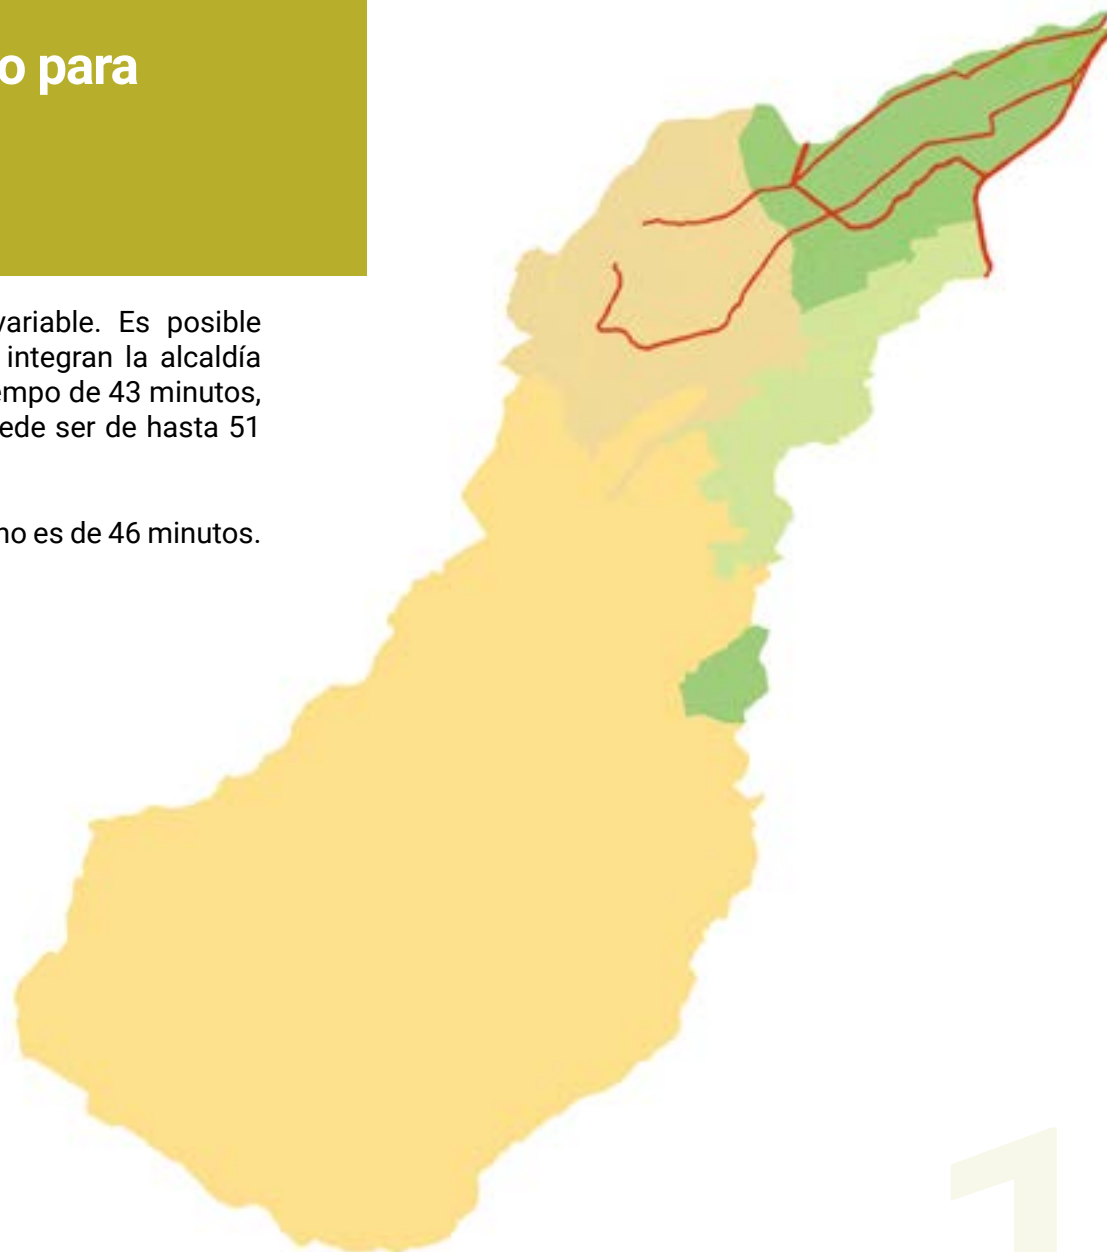 o para
variable. Es posible
integran la alcaldía
empo de 43 minutos,
ede ser de hasta 51
no es de 46 minutos.
1